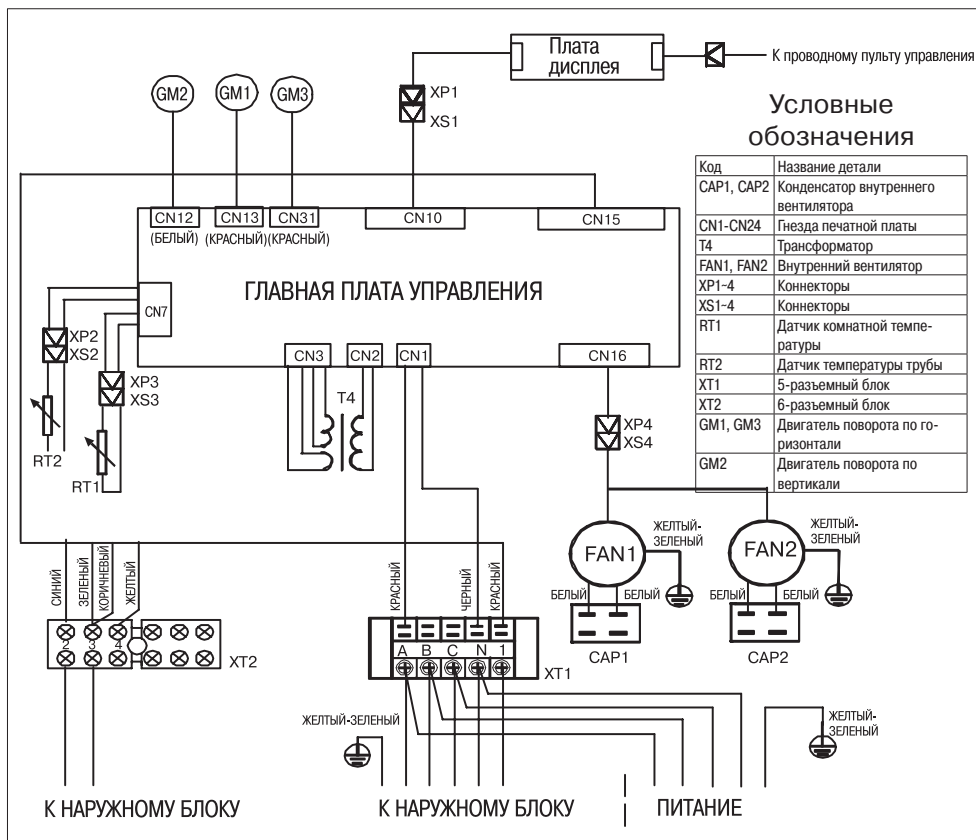 Плата
дисплея
К проводному пульту управления
GM2
GM1
GM3
XP1
XS1
Условные
обозначения
Код Название детали
CAP1, CAP2 Конденсатор внутреннего
вентилятора
CN1-CN24 Гнезда печатной платы
T4 Трансформатор
FAN1, FAN2 Внутренний вентилятор
XP1-4 Коннекторы
XS1-4 Коннекторы
RT1 Датчик комнатной темпе-
ратуры
RT2 Датчик температуры трубы
XT1 5-разъемный блок
XT2 6-разъемный блок
GM1, GM3 Двигатель поворота по го-
ризонтали
GM2 Двигатель поворота по
вертикали
CN12
CN13
CN31
CN10
CN15
(БЕЛЫЙ)
(КРАСНЫЙ)
(КРАСНЫЙ)
ГЛАВНАЯ ПЛАТА УПРАВЛЕНИЯ
CN7
XP2
XS2
CN3
CN2
CN1
CN16
XP3
XS3
T4
XP4
XS4
RT2
RT1
СИНИЙ
ЗЕЛЕНЫЙ
КОРИЧНЕВЫЙ
ЖЕЛТЫЙ
КРАСНЫЙ
ЧЕРНЫЙ
КРАСНЫЙ
FAN1
ЖЕЛТЫЙ-
ЗЕЛЕНЫЙ
FAN2
ЖЕЛТЫЙ-
ЗЕЛЕНЫЙ
БЕЛЫЙ
БЕЛЫЙ
БЕЛЫЙ
БЕЛЫЙ
CAP1
CAP2
2
3
4
XT2
A B C N 1
XT1
ЖЕЛТЫЙ-ЗЕЛЕНЫЙ
ЖЕЛТЫЙ-
ЗЕЛЕНЫЙ
К НАРУЖНОМУ БЛОКУ
К НАРУЖНОМУ БЛОКУ
ПИТАНИЕ